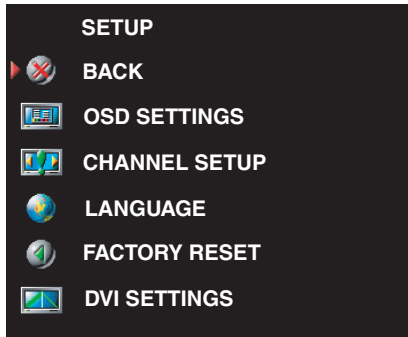 SETUP
BACK
OSD SETTINGS
CHANNEL SETUP
LANGUAGE
FACTORY RESET
DVI SETTINGS